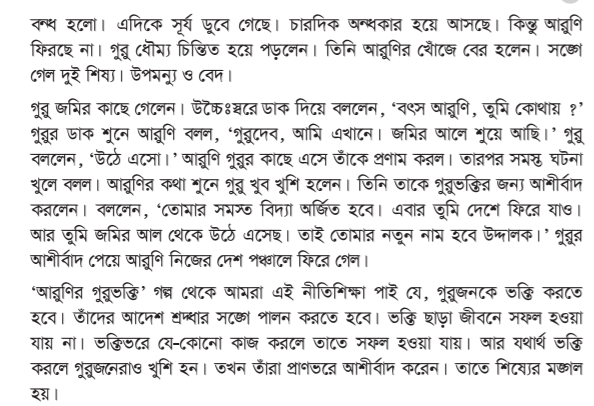 বন্ধ হলো। এদিকে সূর্য ডুবে গেছে। চারদিক অন্ধকার হয়ে আসছে। কিন্তু আরুণি
ফিরছে না। গুরু ধৌম্য চিন্তিত হয়ে পড়লেন। তিনি আরুণির খোঁজে বের হলেন। সঙ্গে
গেল দুই শিষ্য। উপমন্যু ও বেদ।
গুরু জমির কাছে গেলেন। উচ্চৈঃস্বরে ডাক দিয়ে বললেন, ‘বৎস আরুণি, তুমি কোথায় ?’
গুরুর ডাক শুনে আরুণি বলল, ‘গুরুদেব, আমি এখানে। জমির আলে শুয়ে আছি।’ গুরু
বললেন, ‘উঠে এসো।’ আরুণি গুরুর কাছে এসে তাঁকে প্রণাম করল। তারপর সমস্ত ঘটনা
খুলে বলল। আরুণির কথা শুনে গুরু খুব খুশি হলেন। তিনি তাকে গুরুভক্তির জন্য আশীর্বাদ
করলেন। বললেন, ‘তোমার সমস্ত বিদ্যা অর্জিত হবে। এবার তুমি দেশে ফিরে যাও।
আর তুমি জমির আল থেকে উঠে এসেছ। তাই তোমার নতুন নাম হবে উদ্দালক।’ গুরুর
আশীর্বাদ পেয়ে আরুণি নিজের দেশ পঞ্চালে ফিরে গেল।
‘আরুণির গুরুভক্তি’ গল্প থেকে আমরা এই নীতিশিক্ষা পাই যে, গুরুজনকে ভক্তি করতে
হবে। তাঁদের আদেশ শ্রদ্ধার সঙ্গে পালন করতে হবে। ভক্তি ছাড়া জীবনে সফল হওয়া
যায় না। ভক্তিভরে যে-কোনো কাজ করলে তাতে সফল হওয়া যায়। আর যথার্থ ভক্তি
করলে গুরুজনেরাও খুশি হন। তখন তাঁরা প্রাণভরে আশীর্বাদ করেন। তাতে শিষ্যের মঙ্গল
হয়।